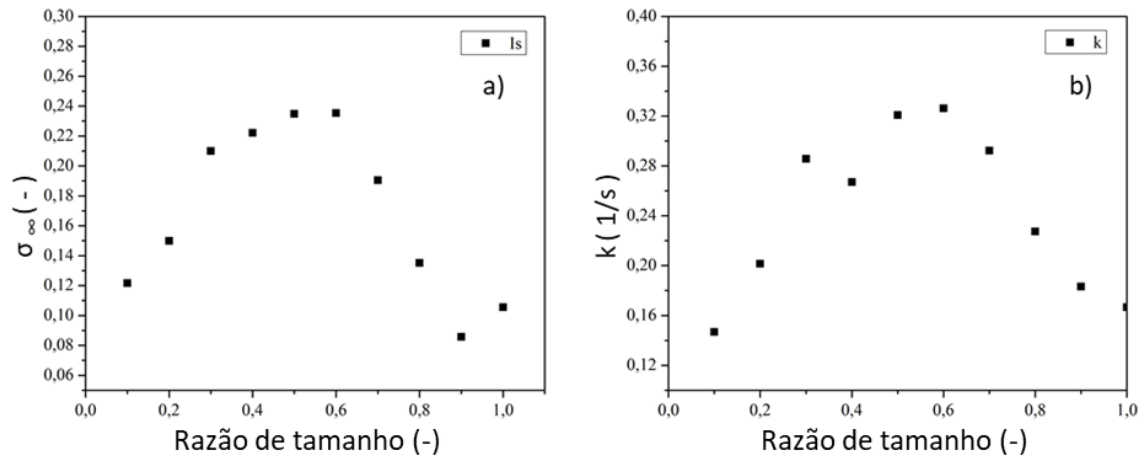 0,30
0,28
0,26
0,24
0,22
0,20
0,18
0,16
0,14
0,12
0,10
0,08
0,06
σ ∞ ( - )
Is
a)
0,0 0,2 0,4 0,6 0,8 1,0
Razão de tamanho (-)
0,40
0,36
0,32
0,28
0,24
0,20
0,16
0,12
k ( 1/s )
k
b)
0,0 0,2 0,4 0,6 0,8 1,0
Razão de tamanho (-)